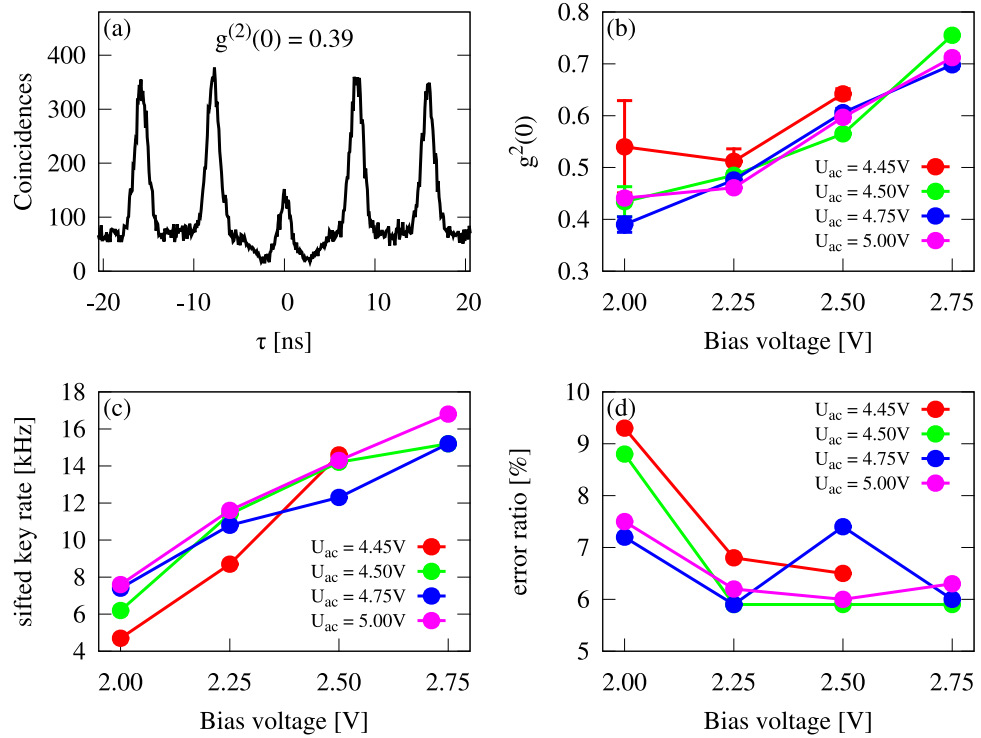 (a)
g(2)(0) = 0.39
Coincidences
400
300
200
100
0
-20
-10
0
10
20
τ [ns]
(b)
g2(0)
0.8
0.7
0.6
0.5
0.4
0.3
Uac = 4.45V
Uac = 4.50V
Uac = 4.75V
Uac = 5.00V
2.00
2.25
2.50
2.75
Bias voltage [V]
(c)
sifted key rate [kHz]
18
16
14
12
10
8
6
4
Uac = 4.45V
Uac = 4.50V
Uac = 4.75V
Uac = 5.00V
2.00
2.25
2.50
2.75
Bias voltage [V]
(d)
error ratio [%]
10
9
8
7
6
5
Uac = 4.45V
Uac = 4.50V
Uac = 4.75V
Uac = 5.00V
2.00
2.25
2.50
2.75
Bias voltage [V]